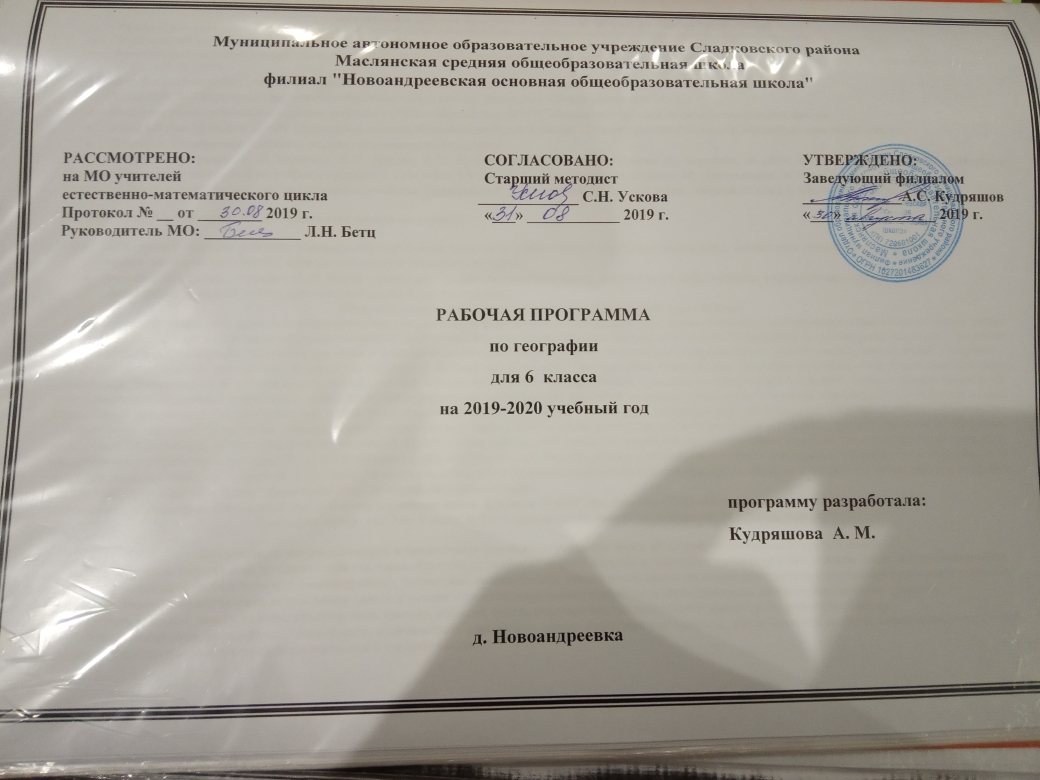 Муниципальное автономное образовательное учреждение Сладковского района
Маслянская средняя общеобразовательная школа
филиал "Новоандреевская основная общеобразовательная школа"
РАССМОТРЕНО:
на МО учителей
естественно-математического цикла
Протокол № __ от 30.08 2019 г.
Руководитель МО: Л.Н. Бетц
СОГЛАСОВАНО:
Старший методист
С.Н. Ускова
«31» 08 2019 г.
УТВЕРЖДЕНО:
Заведующий филиалом
А.С. Кудряшов
августа 2019 г.
РАБОЧАЯ ПРОГРАММА
по географии
для 6 класса
на 2019-2020 учебный год
программу разработала:
Кудряшова А. М.
д. Новоандреевка